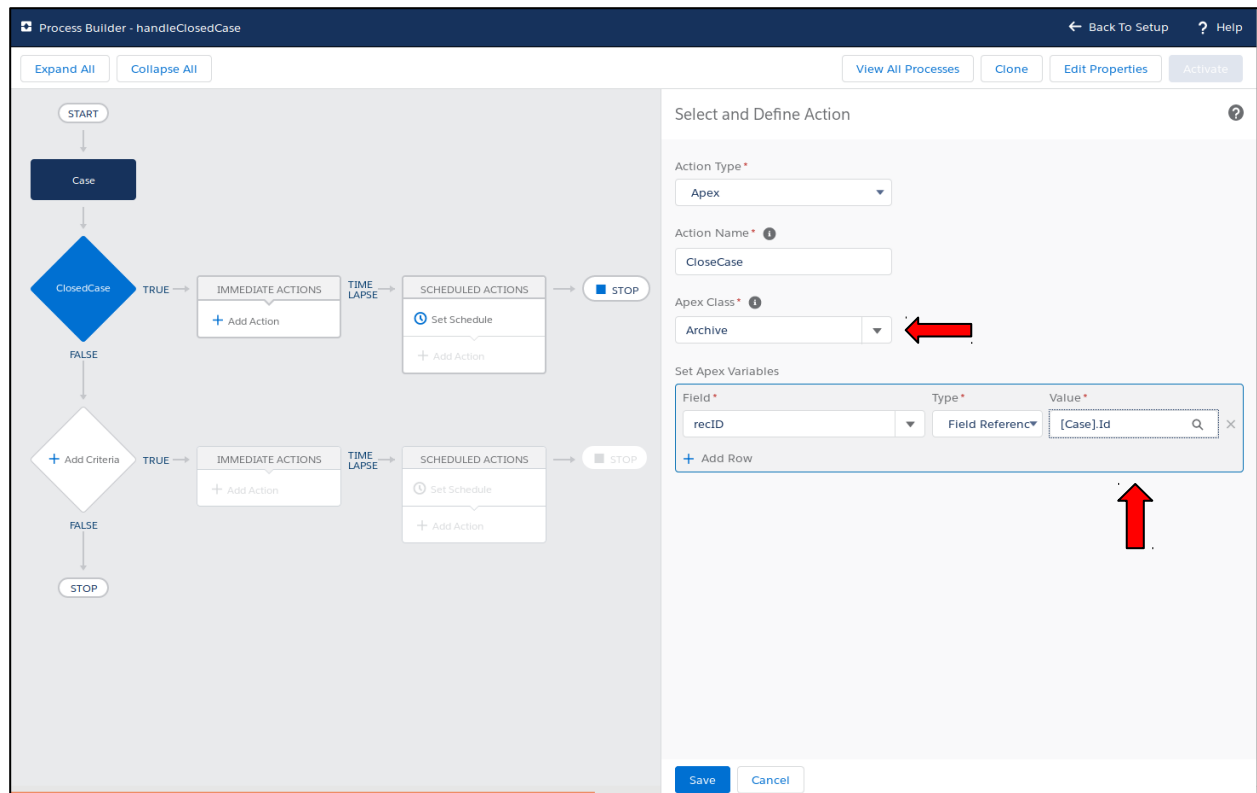 Process Builder - handleClosedCase
Back To Setup
? Help
Expand All
Collapse All
View All Processes
Clone
Edit Properties
Activate
START
Case
ClosedCase
TRUE
IMMEDIATE ACTIONS
+ Add Action
TIME
LAPSE
SCHEDULED ACTIONS
Set Schedule
+ Add Action
STOP
FALSE
+ Add Criteria
TRUE
IMMEDIATE ACTIONS
+ Add Action
TIME
LAPSE
SCHEDULED ACTIONS
Set Schedule
+ Add Action
STOP
FALSE
STOP
Select and Define Action
?
Action Type*
Apex
Action Name* i
CloseCase
Apex Class* i
Archive
Set Apex Variables
Field*
Type*
Value*
recID
Field Referenc
[Case].Id
+ Add Row
Save
Cancel